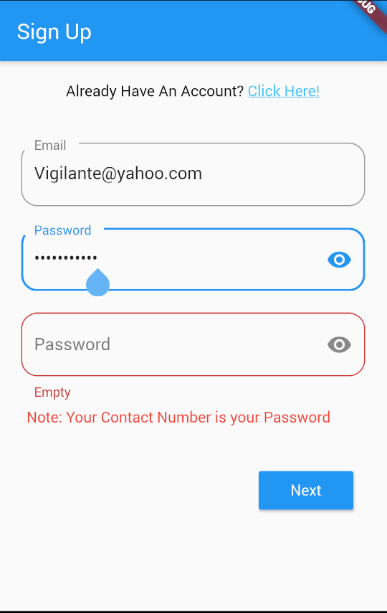 Sign Up
Already Have An Account? Click Here!
Email
Vigilante@yahoo.com
Password
•••••••••••
Password
Empty
Note: Your Contact Number is your Password
Next